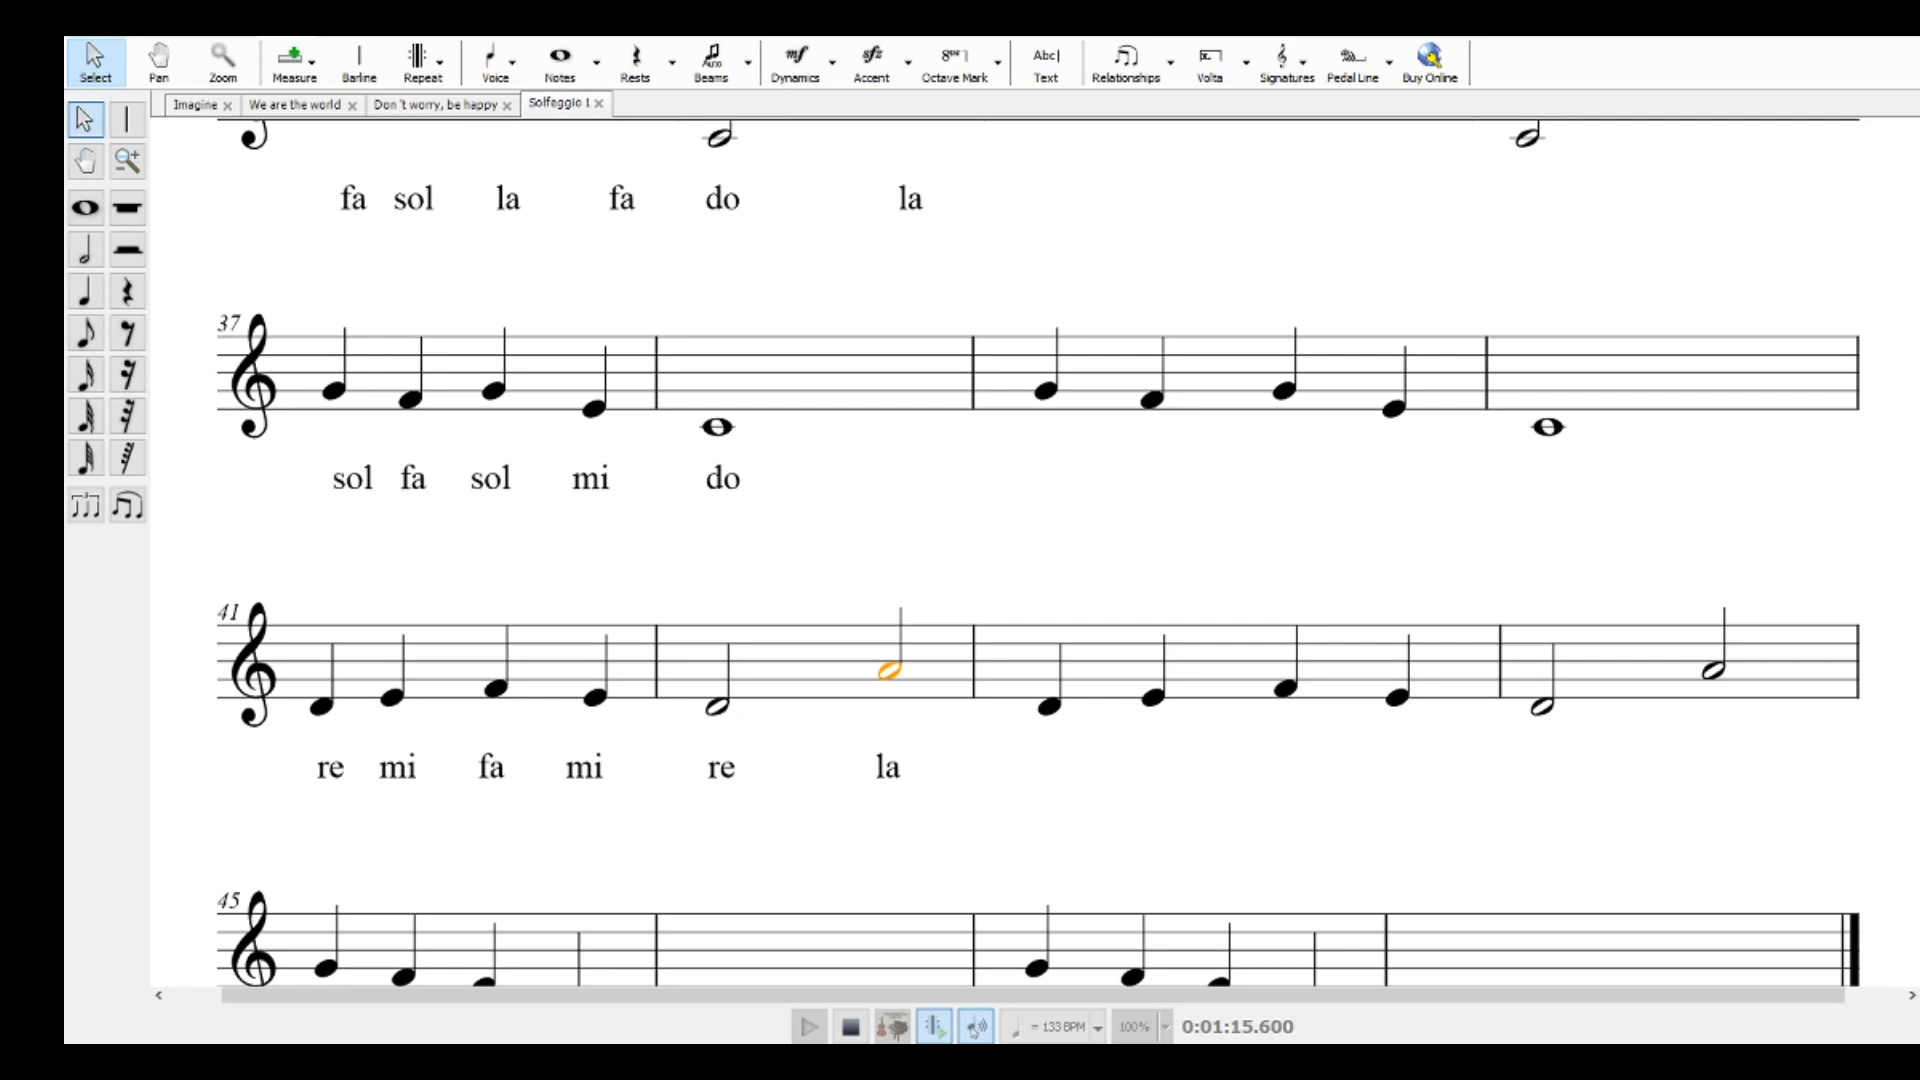 Select Pan Zoom Measure Barline Repeat Voice Notes Rests Beams Dynamics Accent Octave Mark Text Relationships Volta Signatures Pedal Line Buy Online
Imagine We are the world Don't worry, be happy Solfeggio 1
fa sol la fa do la
37
sol fa sol mi do
41
re mi fa mi re la
45
= 133 BPM 100% 0:01:15.600